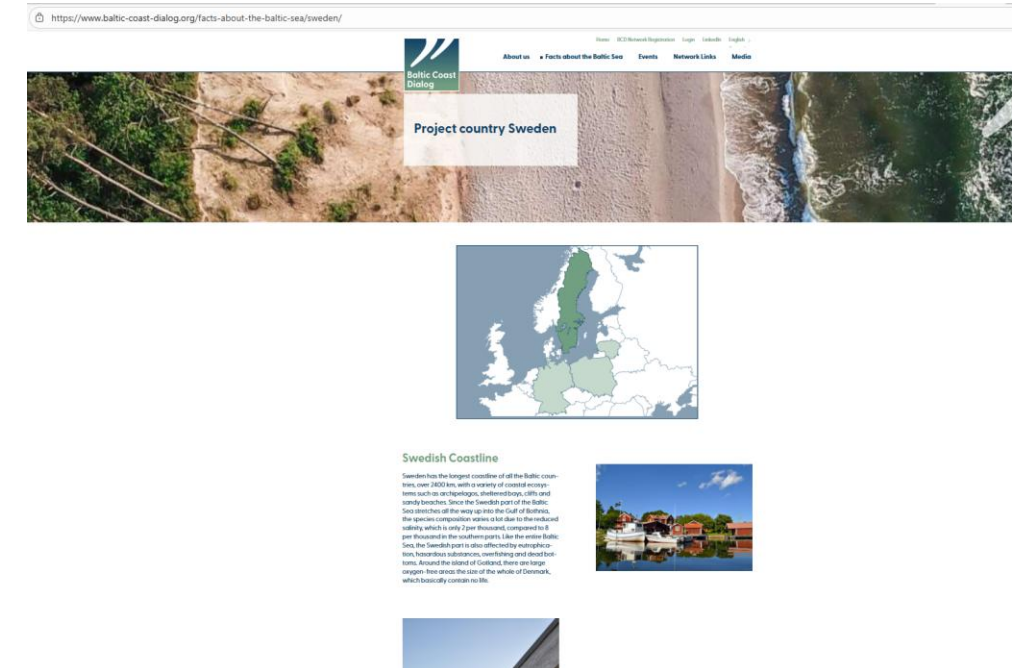 https://www.baltic-coast-dialog.org/facts-about-the-baltic-sea/sweden/
Home BCD Network Registration Login LinkedIn English
Baltic Coast
Dialog
About us Facts about the Baltic Sea Events Network Links Media
Project country Sweden
Swedish Coastline
Sweden has the longest coastline of all the Baltic coun-
tries, over 2400 km, with a variety of coastal ecosys-
tems such as archipelagos, sheltered bays, cliffs and
sandy beaches. Since the Swedish part of the Baltic
Sea stretches all the way up into the Gulf of Bothnia,
the species composition varies a lot due to the reduced
salinity, which is only 2 per thousand, compared to 8
per thousand in the southern parts. Like the entire Baltic
Sea, the Swedish part is also affected by eutrophica-
tion, hasardous substances, overfishing and dead bot-
toms. Around the island of Gotland, there are large
oxygen-free areas the size of the whole of Denmark,
which basically contain no life.